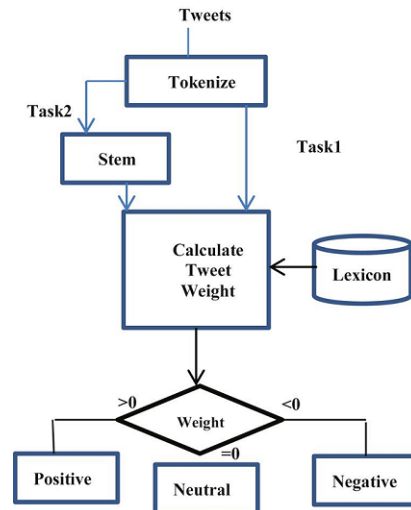 Tweets
Tokenize
Task2
Task1
Stem
Calculate
Tweet
Weight
Lexicon
>0
<0
Weight
=0
Positive
Neutral
Negative